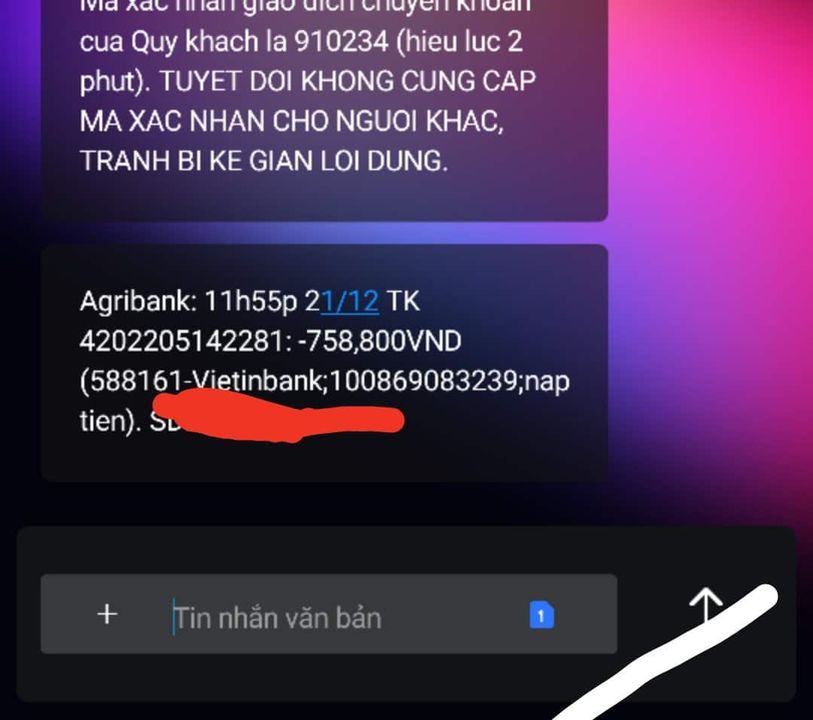 Ma xac nhan giao dich chuyen khoan
cua Quy khach la 910234 (hieu luc 2
phut). TUYET DOI KHONG CUNG CAP
MA XAC NHAN CHO NGUOI KHAC,
TRANH BI KE GIAN LOI DUNG.
Agribank: 11h55p 21/12 TK
4202205142281: -758,800VND
(588161-Vietinbank;100869083239;nap
tien).
Tin nhắn văn bản
1